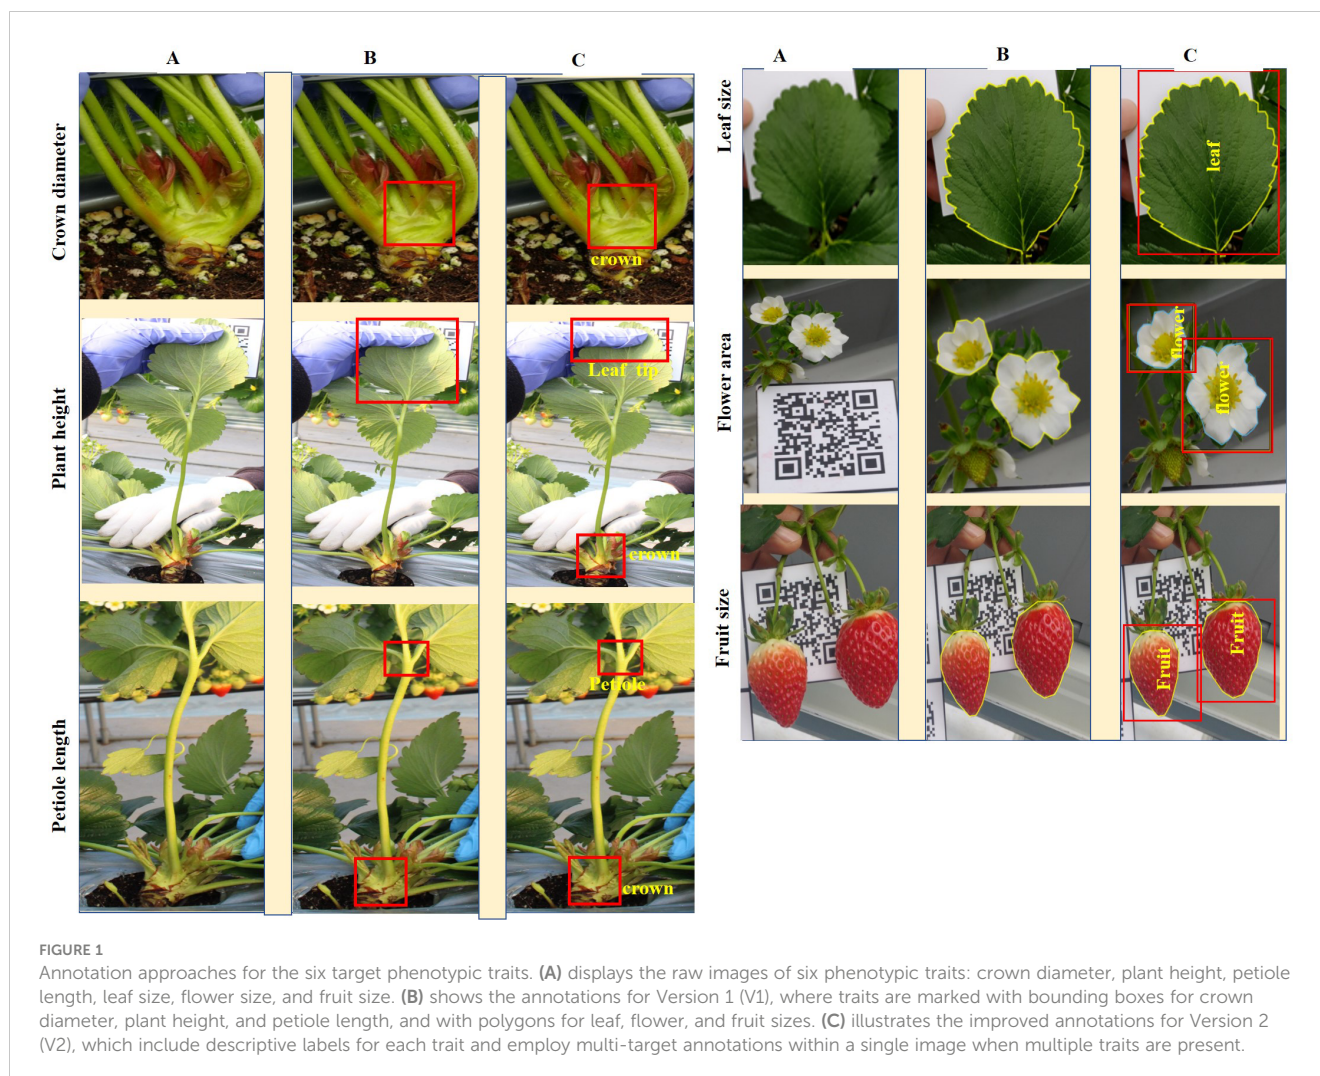 A
B
C
Crown diameter
crown
Plant height
Leaf tip
crown
Petiole length
Petiole
crown
A
B
C
Leaf size
leaf
Flower area
flower
flower
Fruit size
Fruit
Fruit
FIGURE 1
Annotation approaches for the six target phenotypic traits. (A) displays the raw images of six phenotypic traits: crown diameter, plant height, petiole
length, leaf size, flower size, and fruit size. (B) shows the annotations for Version 1 (V1), where traits are marked with bounding boxes for crown
diameter, plant height, and petiole length, and with polygons for leaf, flower, and fruit sizes. (C) illustrates the improved annotations for Version 2
(V2), which include descriptive labels for each trait and employ multi-target annotations within a single image when multiple traits are present.